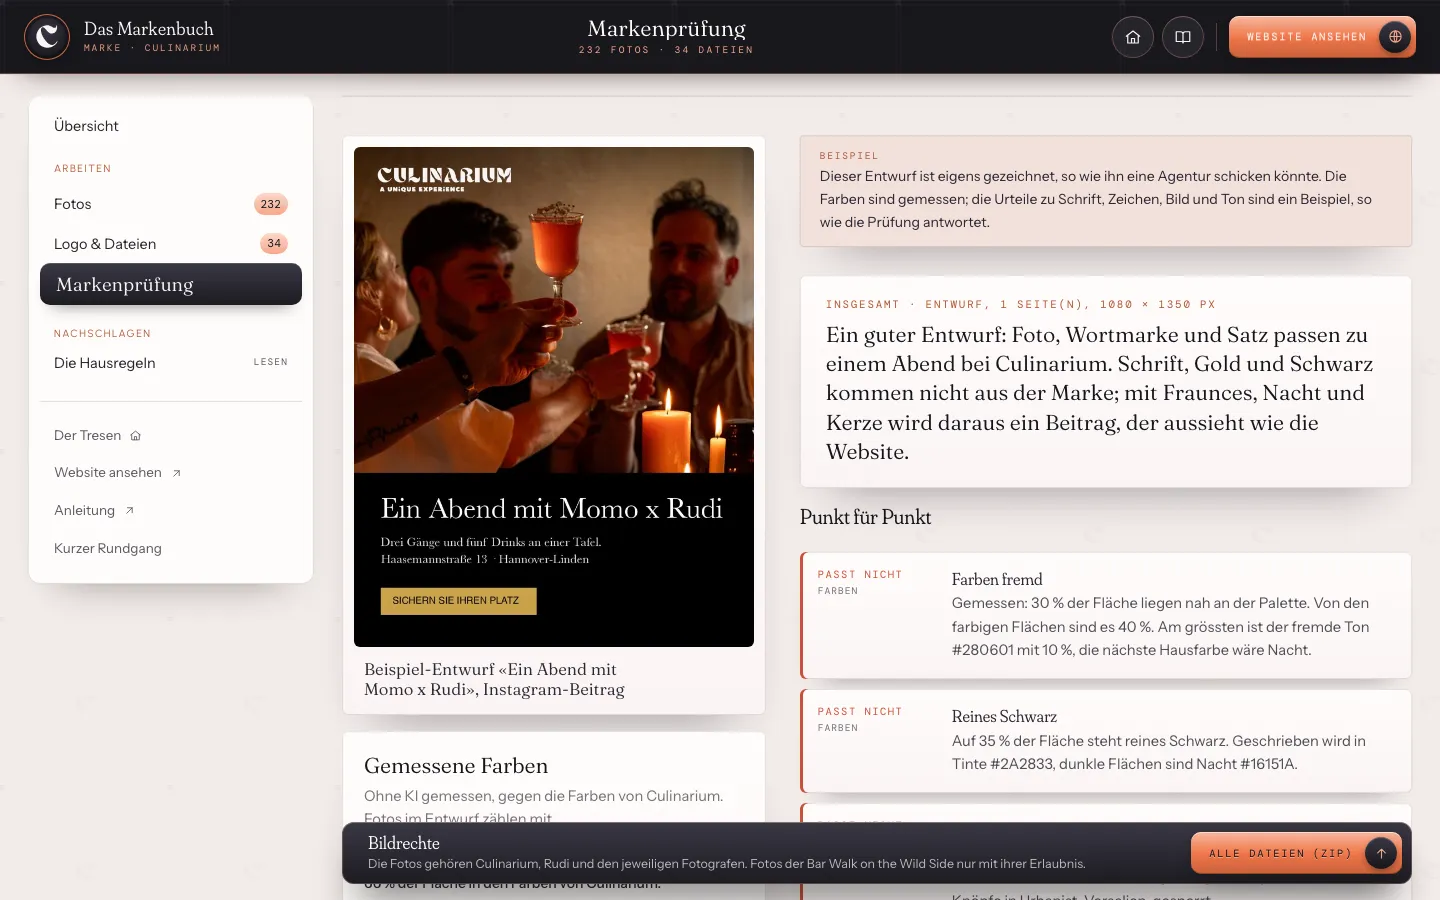 Das Markenbuch
MARKE · CULINARIUM
Markenprüfung
232 FOTOS · 34 DATEIEN
WEBSITE ANSEHEN
Übersicht
ARBEITEN
Fotos
232
Logo & Dateien
34
Markenprüfung
NACHSCHLAGEN
Die Hausregeln
LESEN
Der Tresen
Website ansehen
Anleitung
Kurzer Rundgang
CULINARIUM
A UNIQUE EXPERIENCE
Ein Abend mit Momo x Rudi
Drei Gänge und fünf Drinks an einer Tafel.
Haasemannstraße 13 · Hannover-Linden
SICHERN SIE IHREN PLATZ
Beispiel-Entwurf «Ein Abend mit
Momo x Rudi», Instagram-Beitrag
Gemessene Farben
Ohne KI gemessen, gegen die Farben von Culinarium.
Fotos im Entwurf zählen mit.
BEISPIEL
Dieser Entwurf ist eigens gezeichnet, so wie ihn eine Agentur schicken könnte. Die
Farben sind gemessen; die Urteile zu Schrift, Zeichen, Bild und Ton sind ein Beispiel, so
wie die Prüfung antwortet.
INSGESAMT · ENTWURF, 1 SEITE(N), 1080 × 1350 PX
Ein guter Entwurf: Foto, Wortmarke und Satz passen zu
einem Abend bei Culinarium. Schrift, Gold und Schwarz
kommen nicht aus der Marke; mit Fraunces, Nacht und
Kerze wird daraus ein Beitrag, der aussieht wie die
Website.
Punkt für Punkt
PASST NICHT
FARBEN
Farben fremd
Gemessen: 30 % der Fläche liegen nah an der Palette. Von den
farbigen Flächen sind es 40 %. Am grössten ist der fremde Ton
#280601 mit 10 %, die nächste Hausfarbe wäre Nacht.
PASST NICHT
FARBEN
Reines Schwarz
Auf 35 % der Fläche steht reines Schwarz. Geschrieben wird in
Tinte #2A2833, dunkle Flächen sind Nacht #16151A.
Bildrechte
Die Fotos gehören Culinarium, Rudi und den jeweiligen Fotografen. Fotos der Bar Walk on the Wild Side nur mit ihrer Erlaubnis.
ALLE DATEIEN (ZIP)